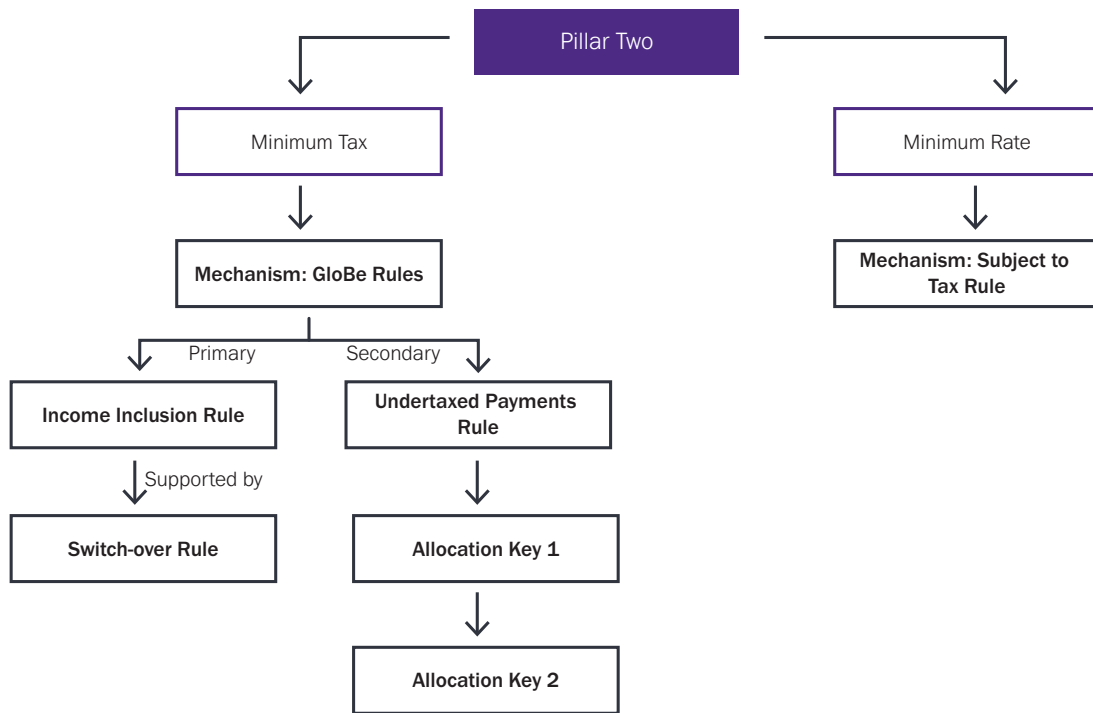 Pillar Two
Minimum Tax
Minimum Rate
Mechanism: GloBe Rules
Mechanism: Subject to
Tax Rule
Primary
Secondary
Income Inclusion Rule
Undertaxed Payments
Rule
Supported by
Switch-over Rule
Allocation Key 1
Allocation Key 2